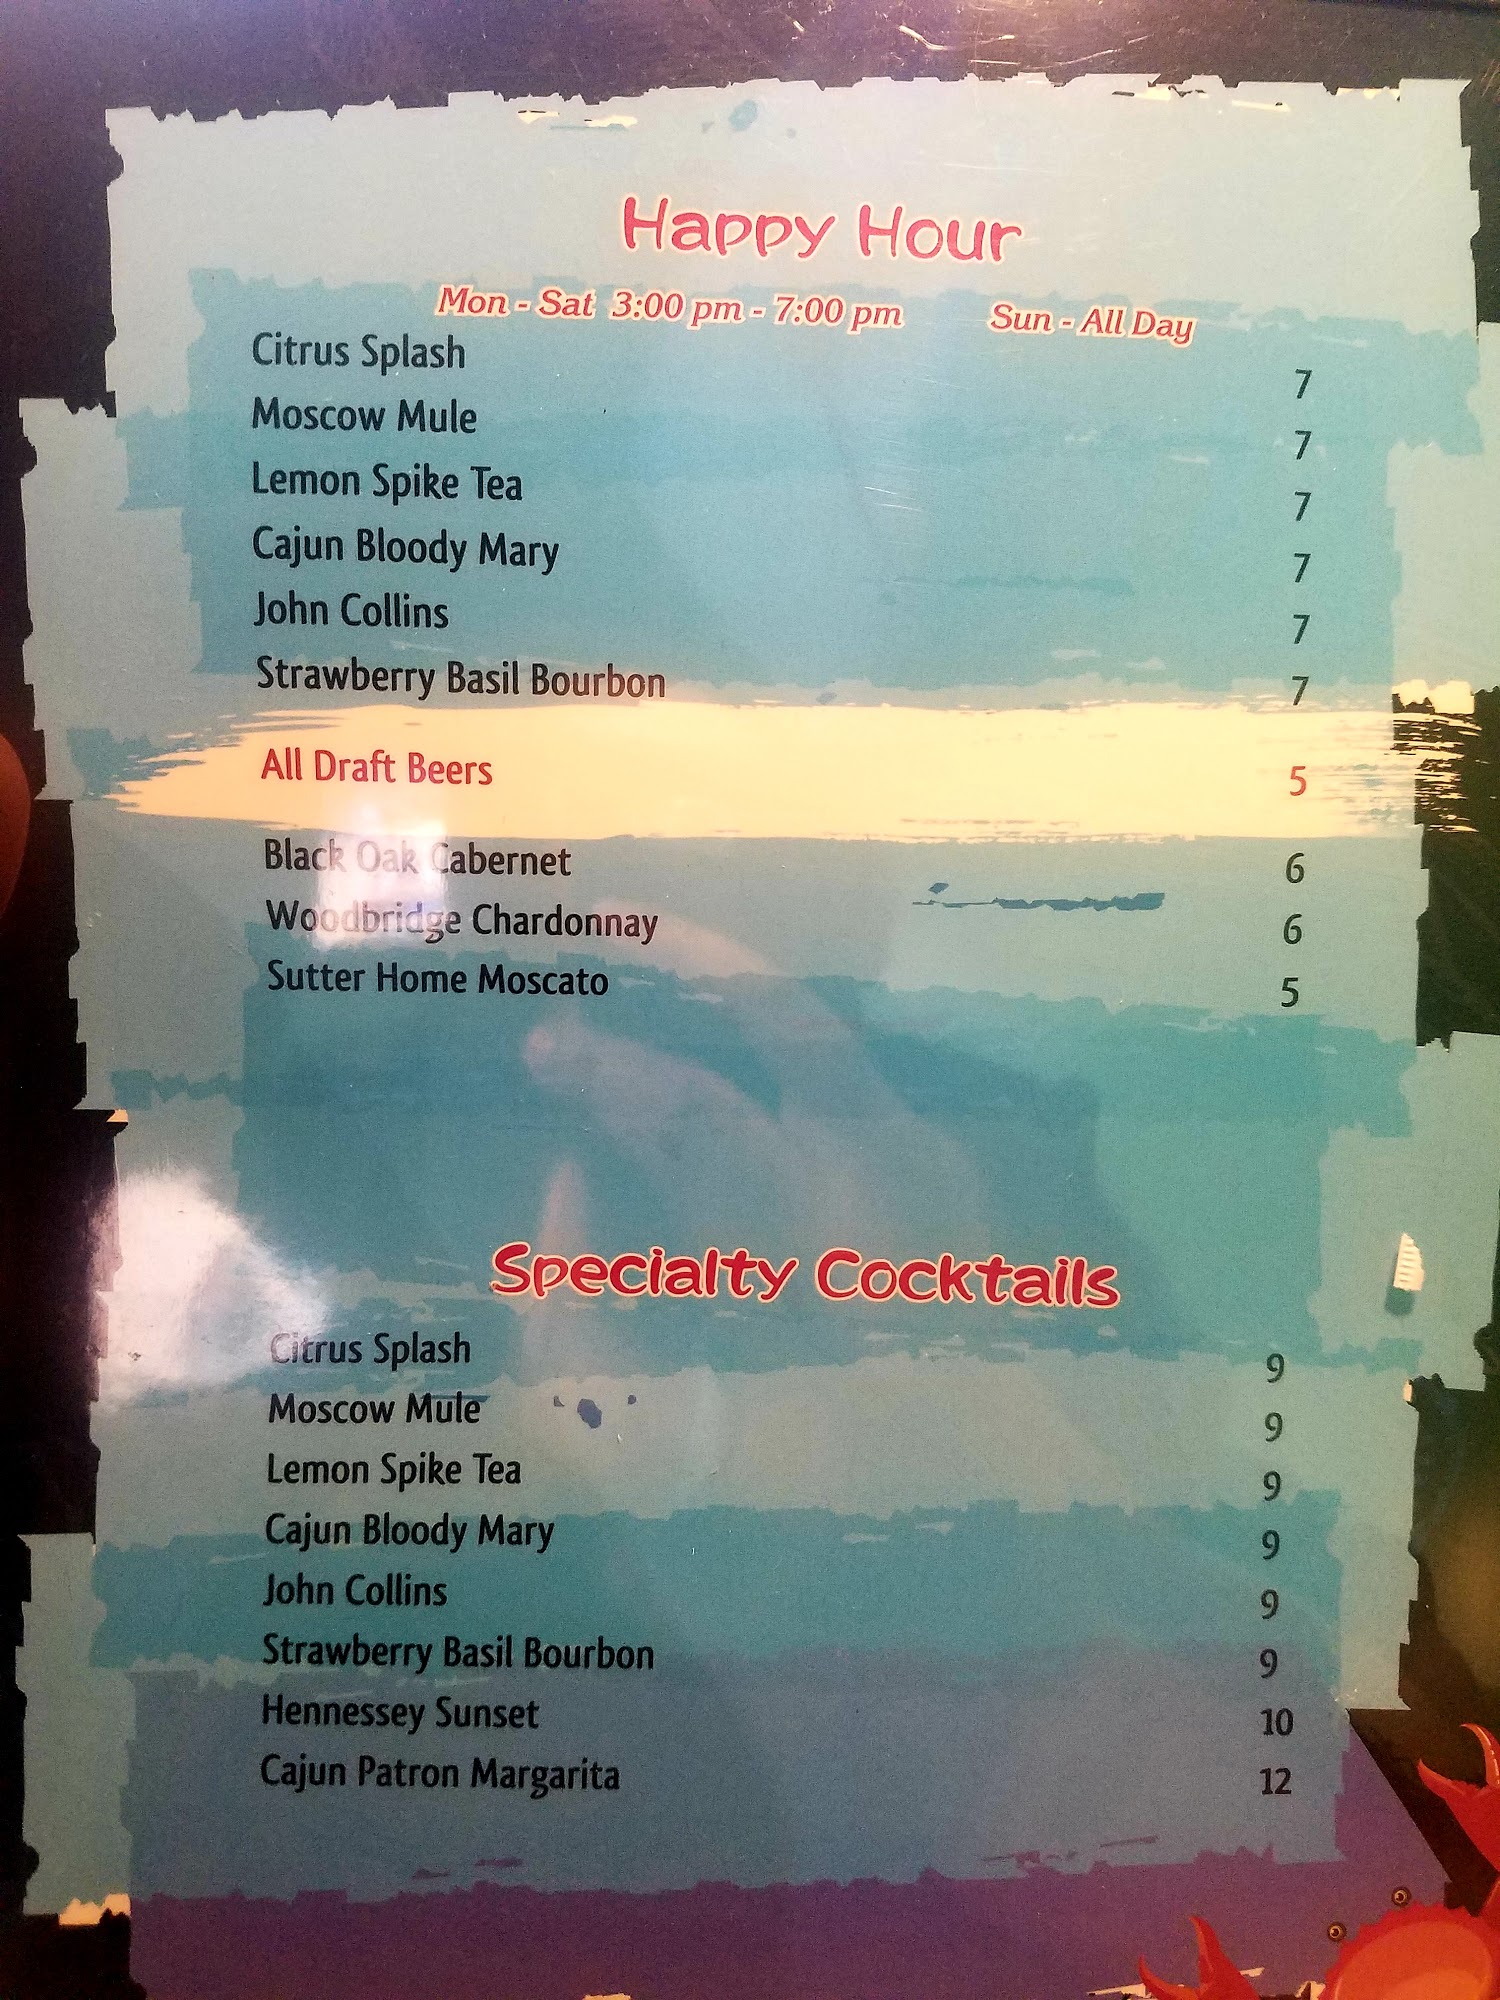 Happy Hour
Mon - Sat 3:00 pm - 7:00 pm Sun - All Day
Citrus Splash 7
Moscow Mule 7
Lemon Spike Tea 7
Cajun Bloody Mary 7
John Collins 7
Strawberry Basil Bourbon 7
All Draft Beers 5
Black Oak Cabernet 6
Woodbridge Chardonnay 6
Sutter Home Moscato 5
Specialty Cocktails
Citrus Splash 9
Moscow Mule 9
Lemon Spike Tea 9
Cajun Bloody Mary 9
John Collins 9
Strawberry Basil Bourbon 9
Hennessey Sunset 10
Cajun Patron Margarita 12